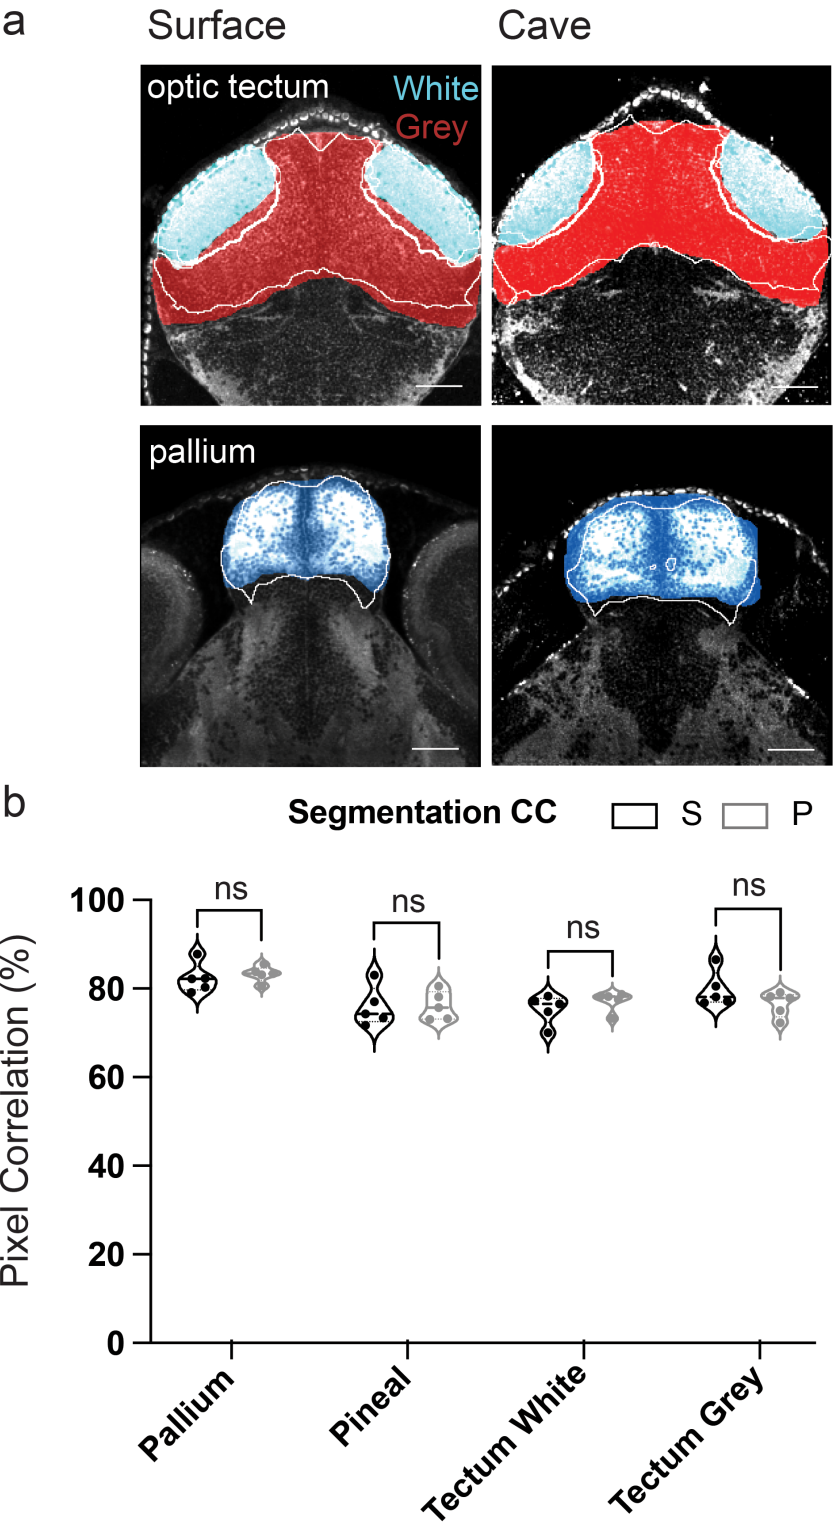 a
Surface
Cave
optic tectum
White
Grey
pallium
b
Segmentation CC
S
P
ns
ns
ns
ns
Pixel Correlation (%)
100
80
60
40
20
0
Pallium
Pineal
Tectum White
Tectum Grey